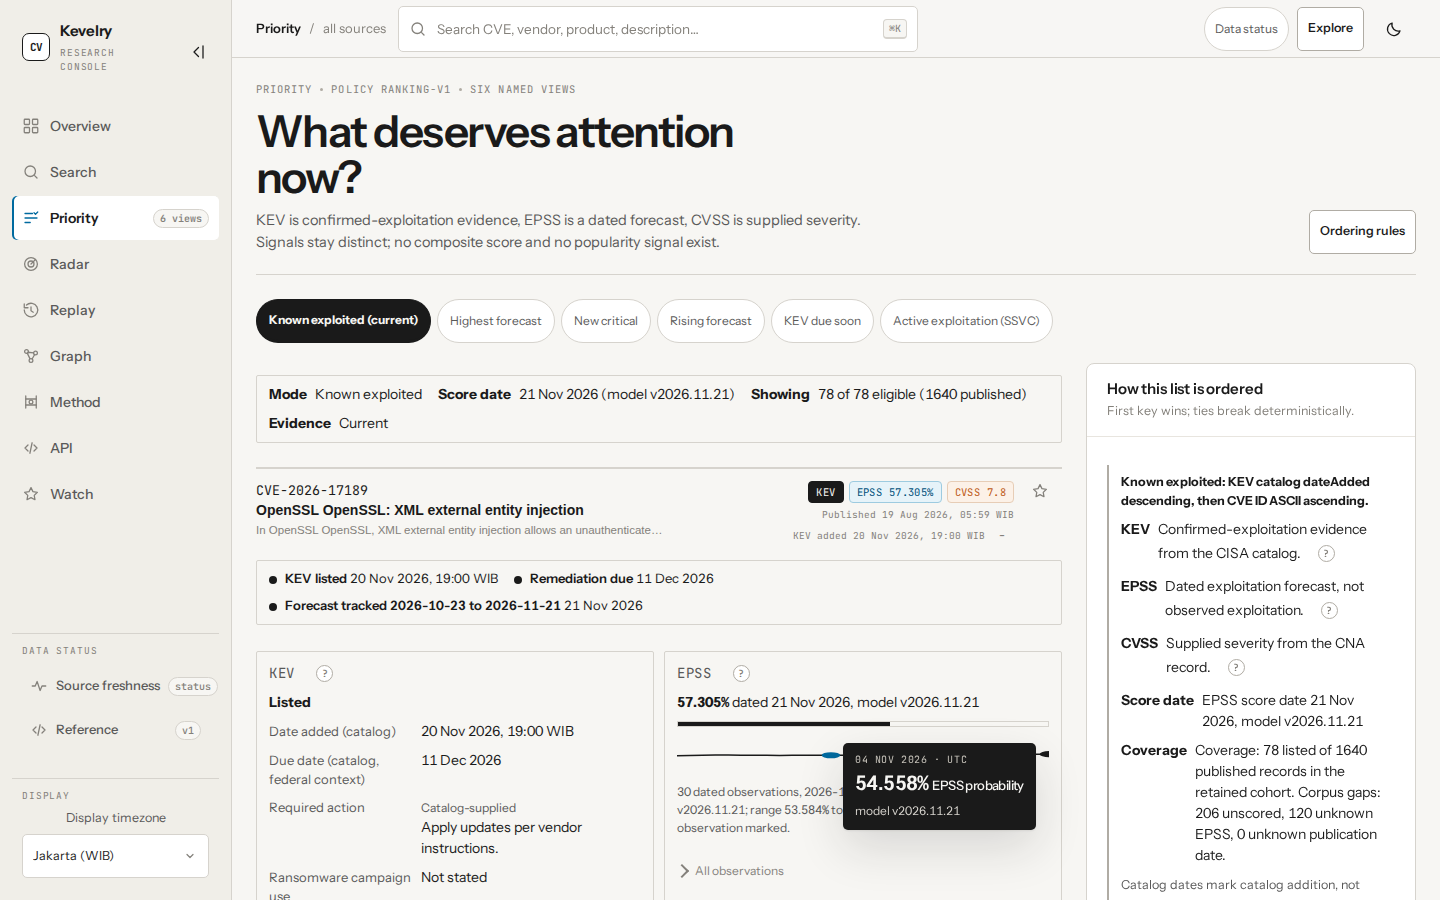 CV
Kevelry
RESEARCH
CONSOLE
Overview
Search
Priority
6 views
Radar
Replay
Graph
Method
API
Watch
DATA STATUS
Source freshness
status
Reference
v1
DISPLAY
Display timezone
Jakarta (WIB)
Priority / all sources
Search CVE, vendor, product, description...
⌘K
Data status
Explore
PRIORITY • POLICY RANKING-V1 • SIX NAMED VIEWS
What deserves attention
now?
KEV is confirmed-exploitation evidence, EPSS is a dated forecast, CVSS is supplied severity.
Signals stay distinct; no composite score and no popularity signal exist.
Ordering rules
Known exploited (current)
Highest forecast
New critical
Rising forecast
KEV due soon
Active exploitation (SSVC)
Mode Known exploited Score date 21 Nov 2026 (model v2026.11.21) Showing 78 of 78 eligible (1640 published)
Evidence Current
CVE-2026-17189
OpenSSL OpenSSL: XML external entity injection
In OpenSSL OpenSSL, XML external entity injection allows an unauthenticate...
KEV
EPSS 57.305%
CVSS 7.8
Published 19 Aug 2026, 05:59 WIB
KEV added 20 Nov 2026, 19:00 WIB –
KEV listed 20 Nov 2026, 19:00 WIB
Remediation due 11 Dec 2026
Forecast tracked 2026-10-23 to 2026-11-21 21 Nov 2026
KEV ?
Listed
Date added (catalog) 20 Nov 2026, 19:00 WIB
Due date (catalog, 11 Dec 2026
federal context)
Required action Catalog-supplied
Apply updates per vendor
instructions.
Ransomware campaign Not stated
use
EPSS ?
57.305% dated 21 Nov 2026, model v2026.11.21
04 NOV 2026 · UTC
54.558% EPSS probability
model v2026.11.21
30 dated observations, 2026-1
v2026.11.21; range 53.584% to
observation marked.
All observations
How this list is ordered
First key wins; ties break deterministically.
Known exploited: KEV catalog dateAdded
descending, then CVE ID ASCII ascending.
KEV Confirmed-exploitation evidence
from the CISA catalog. ?
EPSS Dated exploitation forecast, not
observed exploitation. ?
CVSS Supplied severity from the CNA
record. ?
Score date EPSS score date 21 Nov
2026, model v2026.11.21
Coverage Coverage: 78 listed of 1640
published records in the
retained cohort. Corpus gaps:
206 unscored, 120 unknown
EPSS, 0 unknown publication
date.
Catalog dates mark catalog addition, not